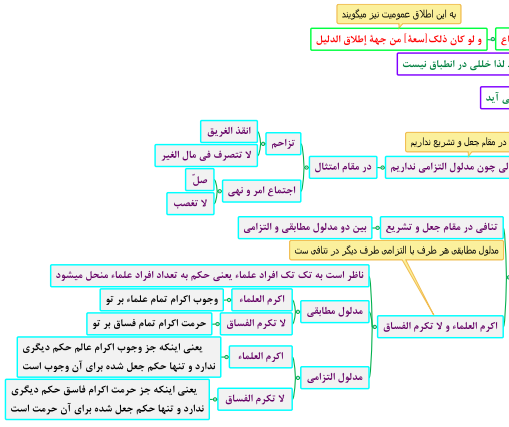 به این اطلاق عمومیت نیز میگویند
اع
و لو کان ذلک[سعة] من جهة إطلاق الدلیل
لذا خللی در انطباق نیست
ی آید
در مقام جعل و تشریع نداریم
لی چون مدلول التزامی نداریم
در مقام امتثال
تزاحم
انقذ الغریق
لا تتصرف فی مال الغیر
اجتماع امر و نهی
صلّ
لا تغصب
تنافی در مقام جعل و تشریع
بین دو مدلول مطابقی و التزامی
مدلول مطابقی هر طرف با التزامی طرف دیگر در تنافی ست
اکرم العلماء و لا تکرم الفساق
ناظر است به تک تک افراد علماء یعنی حکم به تعداد افراد علماء منحل میشود
مدلول مطابقی
اکرم العلماء
وجوب اکرام تمام علماء بر تو
لا تکرم الفساق
حرمت اکرام تمام فساق بر تو
مدلول التزامی
اکرم العلماء
یعنی اینکه جز وجوب اکرام عالم حکم دیگری
ندارد و تنها حکم جعل شده برای آن وجوب است
لا تکرم الفساق
یعنی اینکه جز حرمت اکرام فاسق حکم دیگری
ندارد و تنها حکم جعل شده برای آن حرمت است